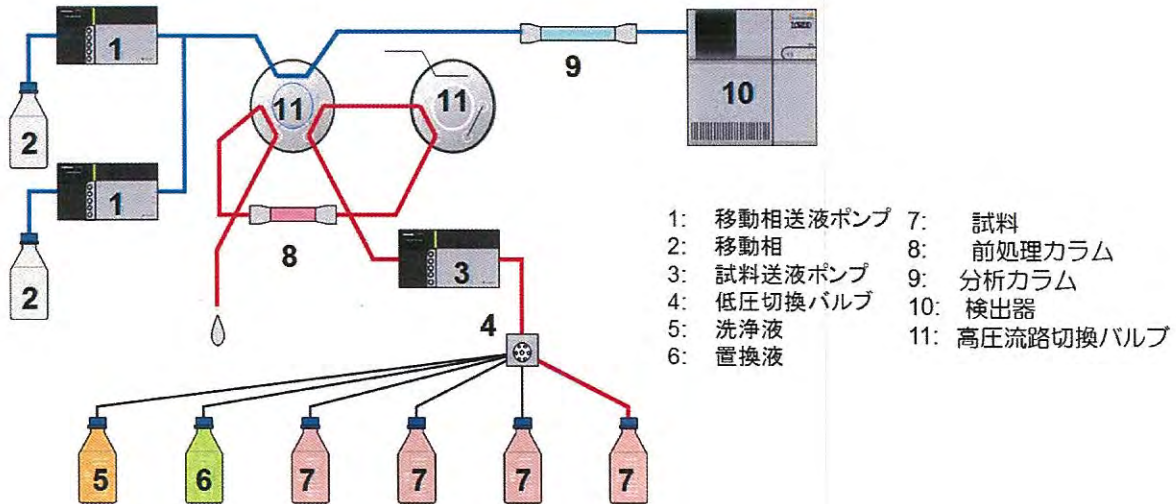 1
9
11
11
10
2
1
8
3
2
4
5
6
7
7
7
7
1: 移動相送液ポンプ
2: 移動相
3: 試料送液ポンプ
4: 低圧切換バルブ
5: 洗浄液
6: 置換液
7: 試料
8: 前処理カラム
9: 分析カラム
10: 検出器
11: 高圧流路切換バルブ